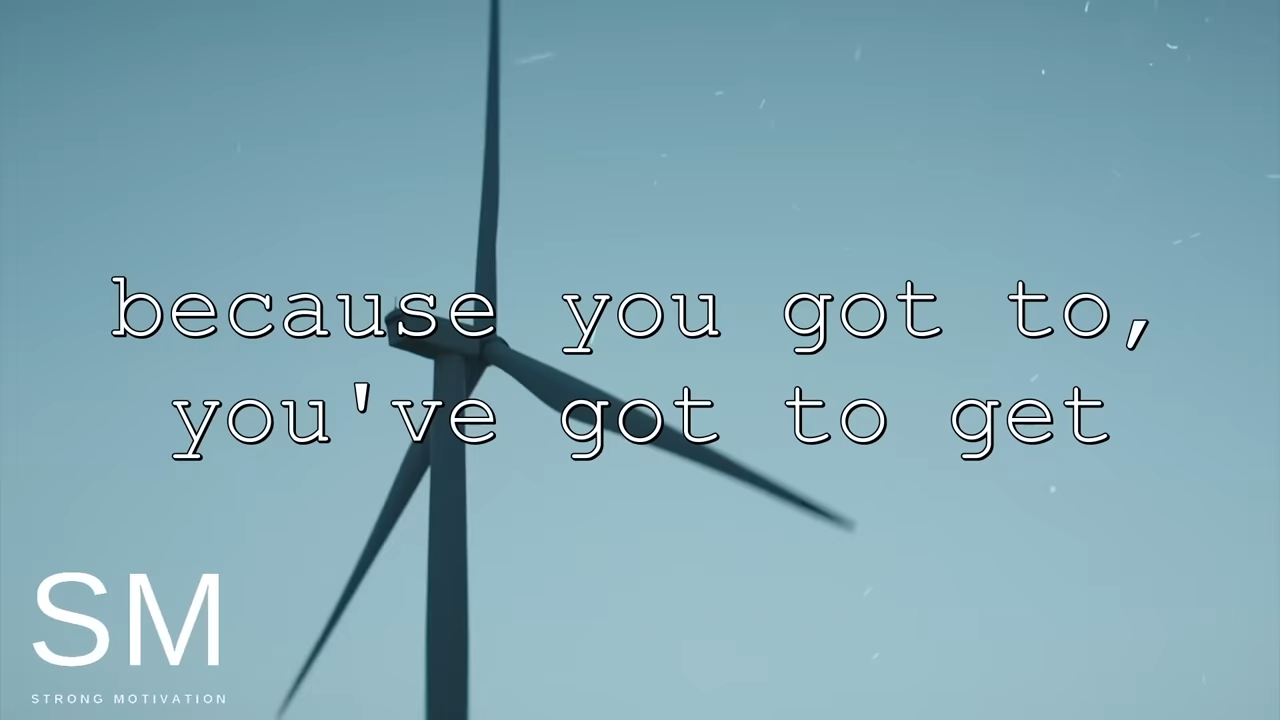 because you got to,
you've got to get
SM
STRONG MOTIVATION